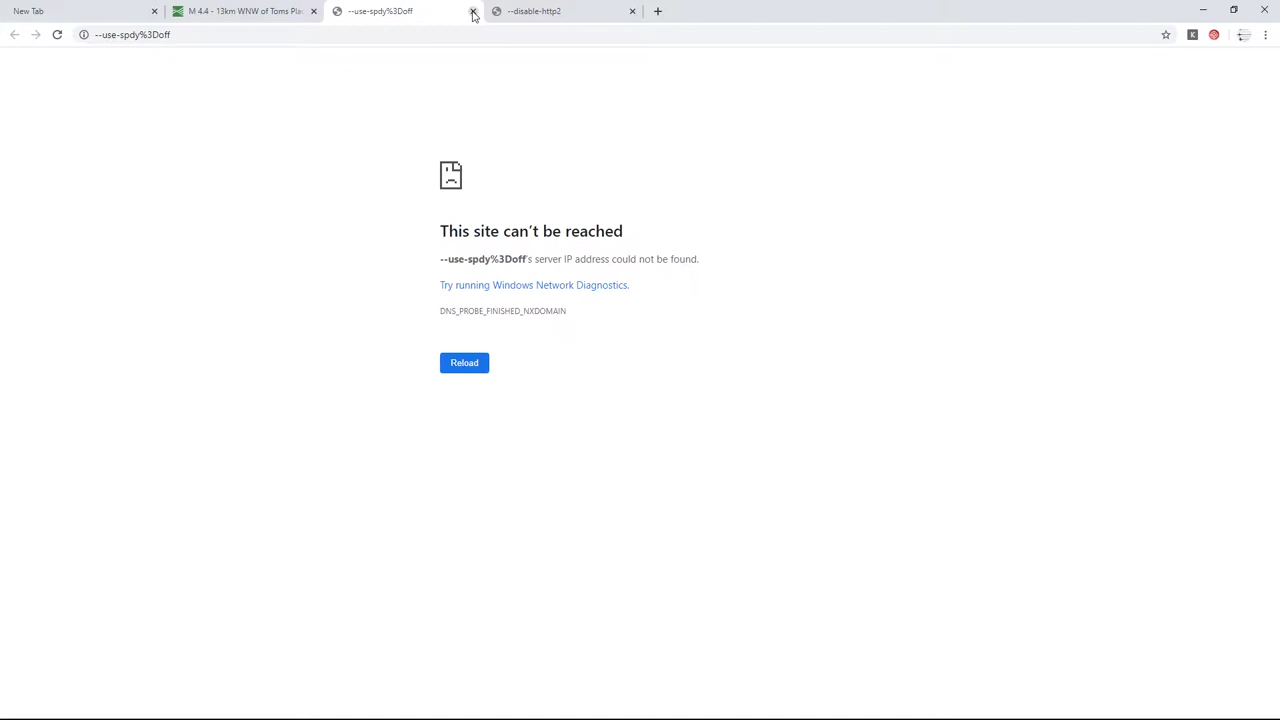 New Tab
M 4.4 - 13km WNW of Toms Pla
--use-spdy%3Doff
--disable-http2
--use-spdy%3Doff
K
This site can't be reached
--use-spdy%3Doff's server IP address could not be found.
Try running Windows Network Diagnostics.
DNS_PROBE_FINISHED_NXDOMAIN
Reload